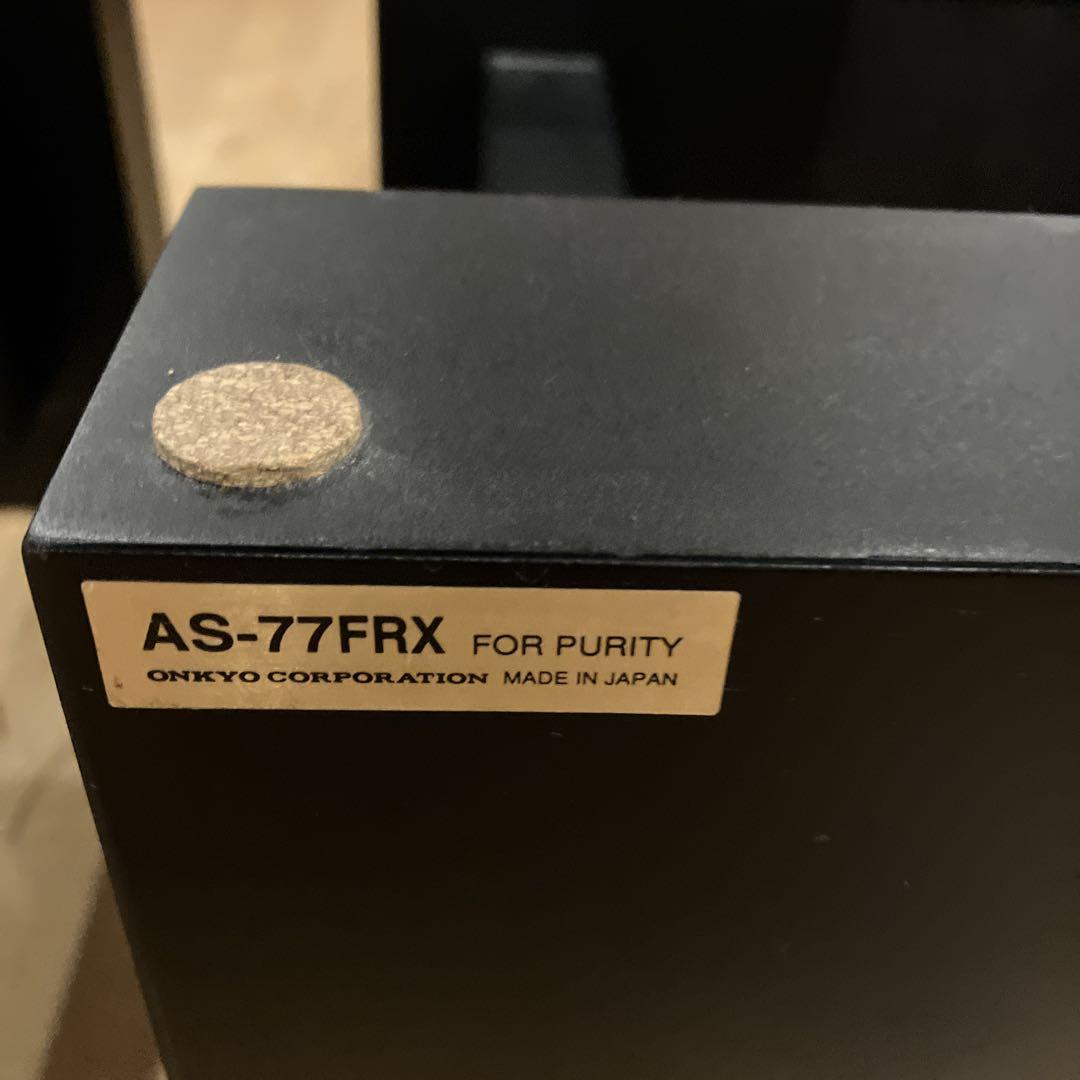 AS-77FRX FOR PURITY
ONKYO CORPORATION MADE IN JAPAN